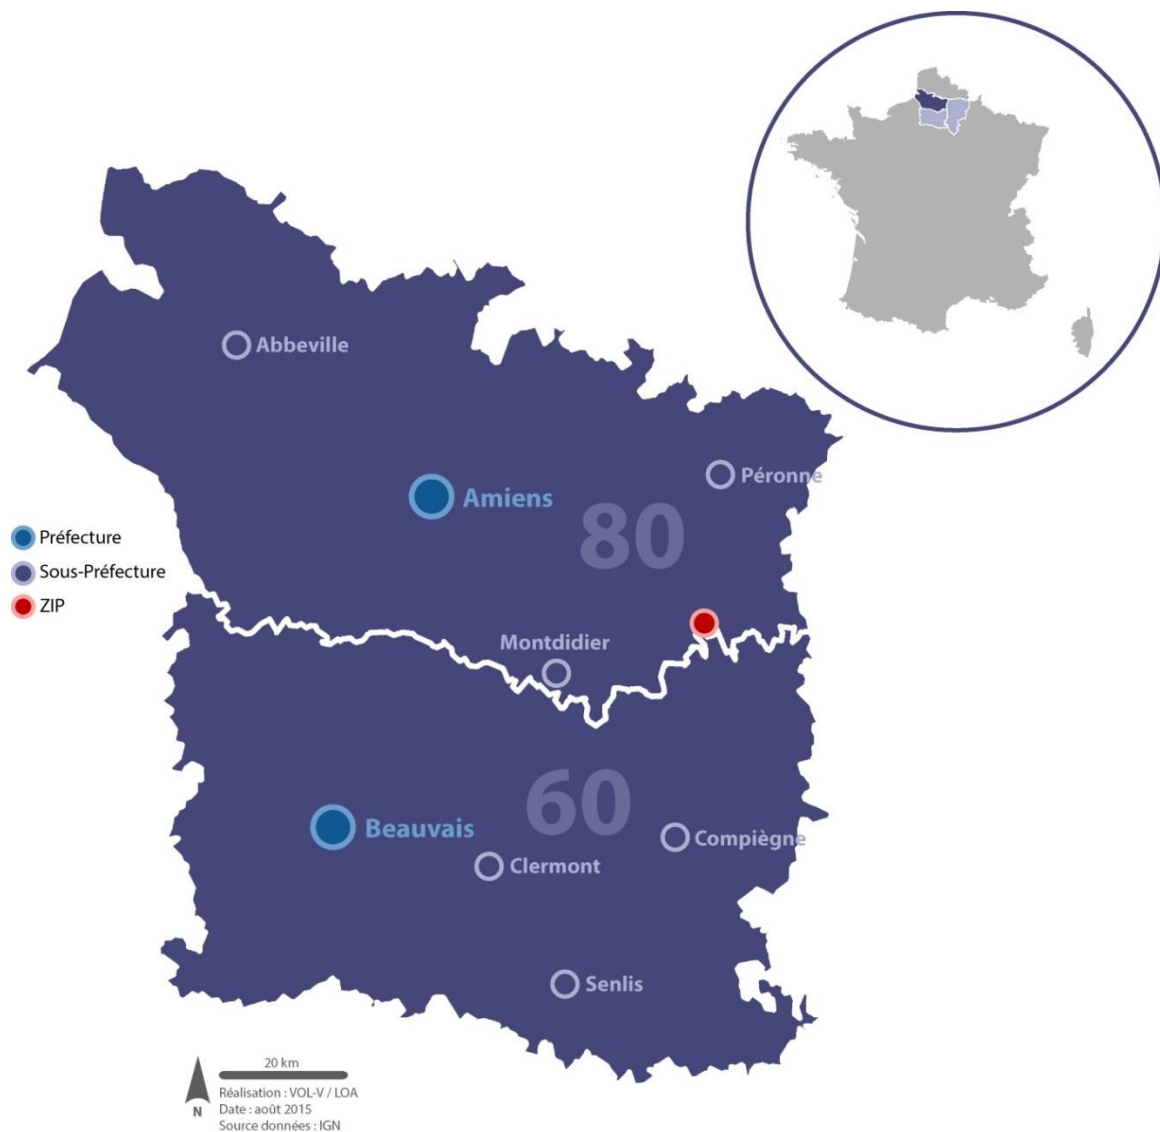 Abbeville
Péronne
Amiens
80
Préfecture
Sous-Préfecture
ZIP
Montdidier
60
Beauvais
Compiègne
Clermont
Senlis
20 km
N
Réalisation : VOL-V / LOA
Date : août 2015
Source données : IGN